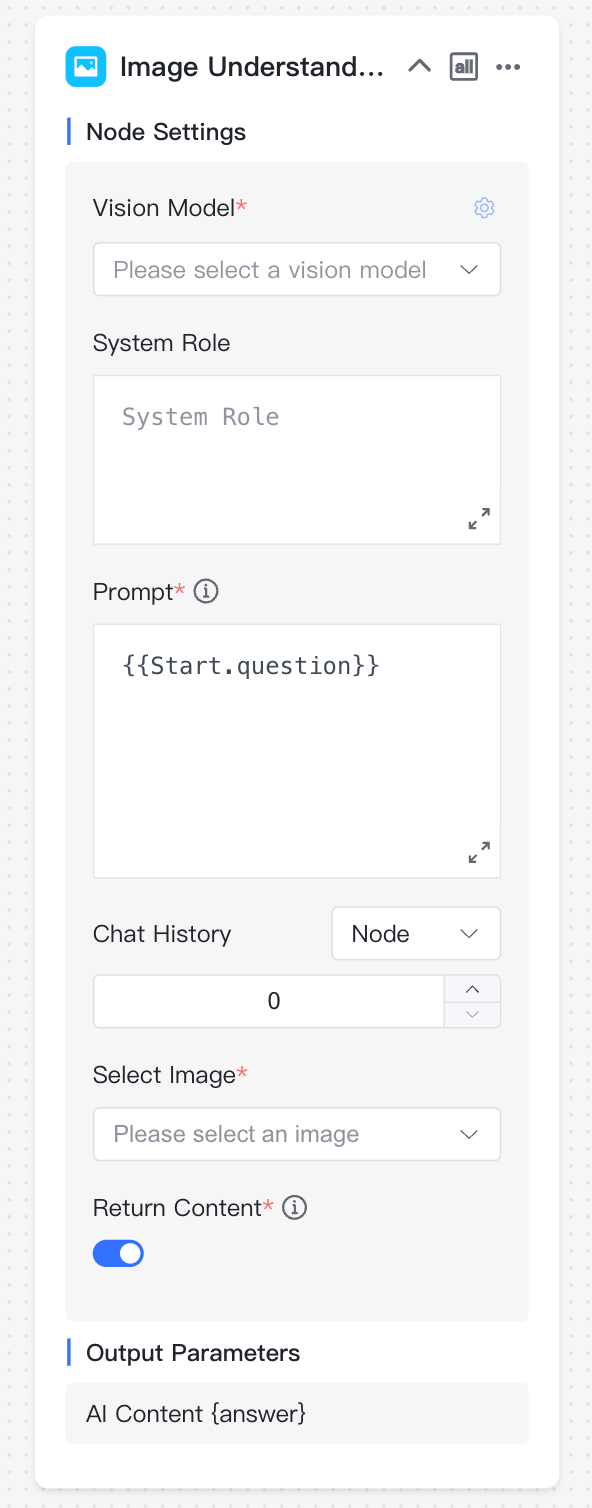 Image Understand...
all
Node Settings
Vision Model*
Please select a vision model
System Role
System Role
Prompt*
{{Start.question}}
Chat History
Node
0
Select Image*
Please select an image
Return Content*
Output Parameters
AI Content {answer}